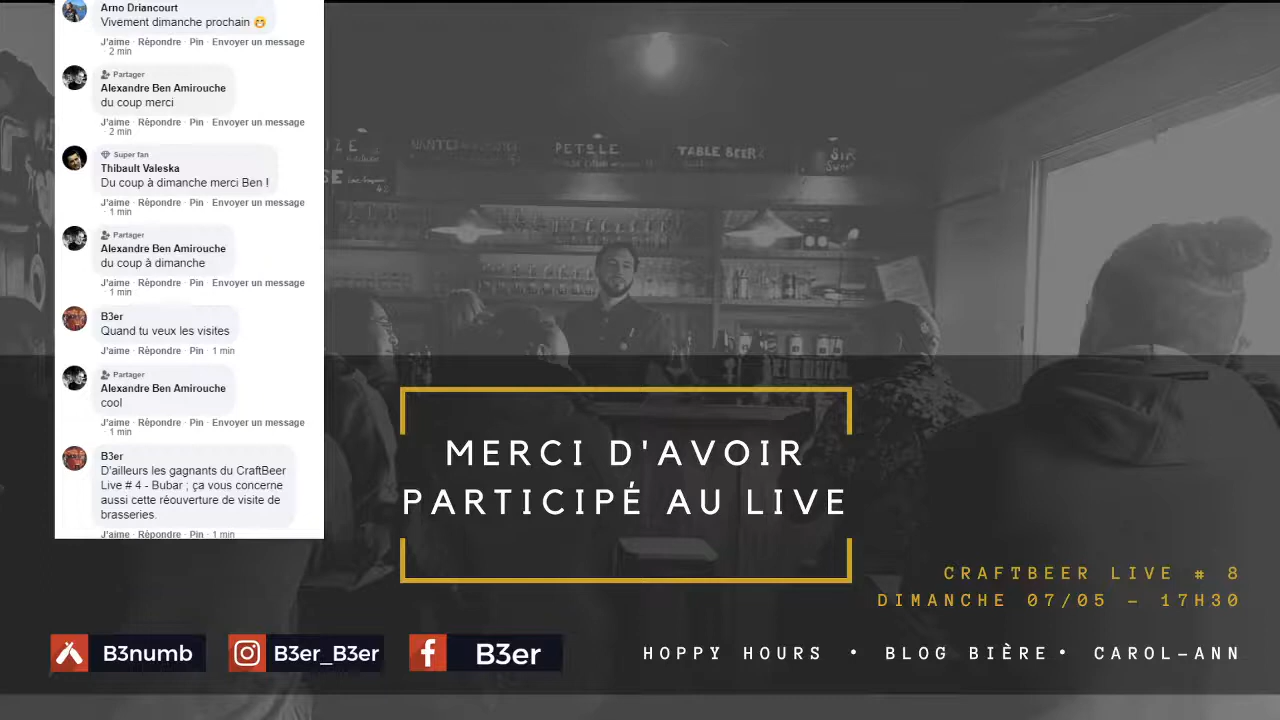 Arno Driancourt
Vivement dimanche prochain 😁
J'aime · Répondre · Pin · Envoyer un message
· 2 min
Partager
Alexandre Ben Amirouche
du coup merci
J'aime · Répondre · Pin · Envoyer un message
· 2 min
Super fan
Thibault Valeska
Du coup à dimanche merci Ben !
J'aime · Répondre · Pin · Envoyer un message
· 1 min
Partager
Alexandre Ben Amirouche
du coup à dimanche
J'aime · Répondre · Pin · Envoyer un message
· 1 min
B3er
Quand tu veux les visites
J'aime · Répondre · Pin · 1 min
Partager
Alexandre Ben Amirouche
cool
J'aime · Répondre · Pin · Envoyer un message
· 1 min
B3er
D'ailleurs les gagnants du CraftBeer
Live # 4 - Bubar ; ça vous concerne
aussi cette réouverture de visite de
brasseries.
J'aime · Répondre · Pin · 1 min
PETOLE
TABLE BEER
SIR
MERCI D'AVOIR
PARTICIPÉ AU LIVE
CRAFTBEER LIVE # 8
DIMANCHE 07/05 – 17H30
B3numb
B3er_B3er
B3er
HOPPY HOURS • BLOG BIÈRE • CAROL–ANN